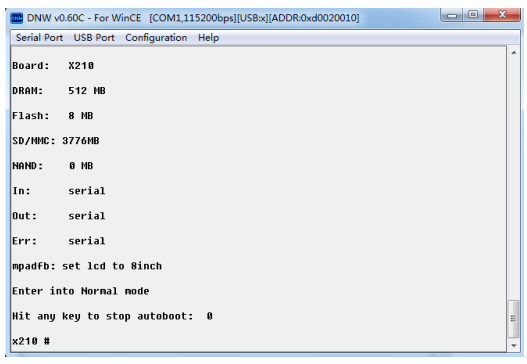 DNW v0.60C - For WinCE [COM1,115200bps][USB:x][ADDR:0xd0020010]
Serial Port USB Port Configuration Help
Board: X210
DRAM: 512 MB
Flash: 8 MB
SD/MMC: 3776MB
NAND: 0 MB
In: serial
Out: serial
Err: serial
mpadfb: set lcd to 8inch
Enter into Normal mode
Hit any key to stop autoboot: 0
x210 #